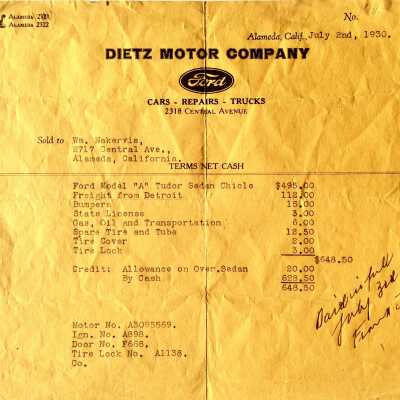 Alameda 2321
Alameda 2322
No.
Alameda, Calif. July 2nd, 1930.
DIETZ MOTOR COMPANY
Ford
CARS - REPAIRS - TRUCKS
2318 Central Avenue
Sold to Wm. Nakervis,
2717 Central Ave.,
Alameda, California.
TERMS NET CASH
Ford Model "A" Tudor Sedan Chicle $495.00
Freight from Detroit 112.00
Bumpers 15.00
State License 3.00
Gas, Oil and Transportation 6.00
Spare Tire and Tube 12.50
Tire Cover 2.00
Tire Lock 3.00
$648.50
Credit: Allowance on Over.Sedan 20.00
By Cash 628.50
648.50
Paid in full
July 3rd
Motor No. A3095569.
Ign. No. A898.
Door No. F668.
Tire Lock No. A1138.
Co.